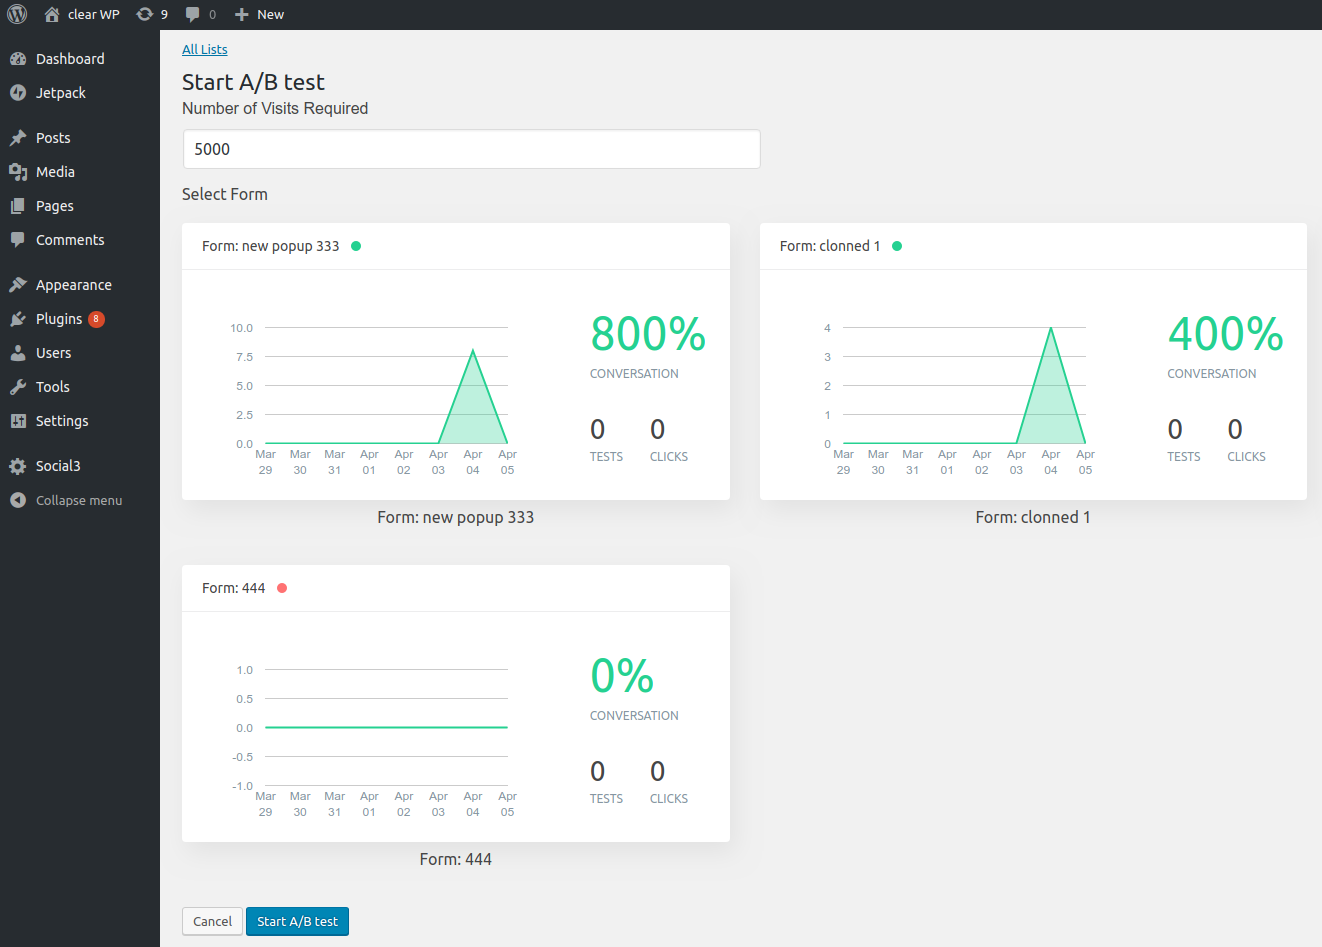 clear WP 9 0 New
Dashboard
Jetpack
Posts
Media
Pages
Comments
Appearance
Plugins 8
Users
Tools
Settings
Social3
Collapse menu
All Lists
Start A/B test
Number of Visits Required
5000
Select Form
Form: new popup 333
10.0
7.5
5.0
2.5
0.0
Mar 29 Mar 30 Mar 31 Apr 01 Apr 02 Apr 03 Apr 04 Apr 05
800%
CONVERSATION
0 0
TESTS CLICKS
Form: new popup 333
Form: clonned 1
4
3
2
1
0
Mar 29 Mar 30 Mar 31 Apr 01 Apr 02 Apr 03 Apr 04 Apr 05
400%
CONVERSATION
0 0
TESTS CLICKS
Form: clonned 1
Form: 444
1.0
0.5
0.0
-0.5
-1.0
Mar 29 Mar 30 Mar 31 Apr 01 Apr 02 Apr 03 Apr 04 Apr 05
0%
CONVERSATION
0 0
TESTS CLICKS
Form: 444
Cancel Start A/B test